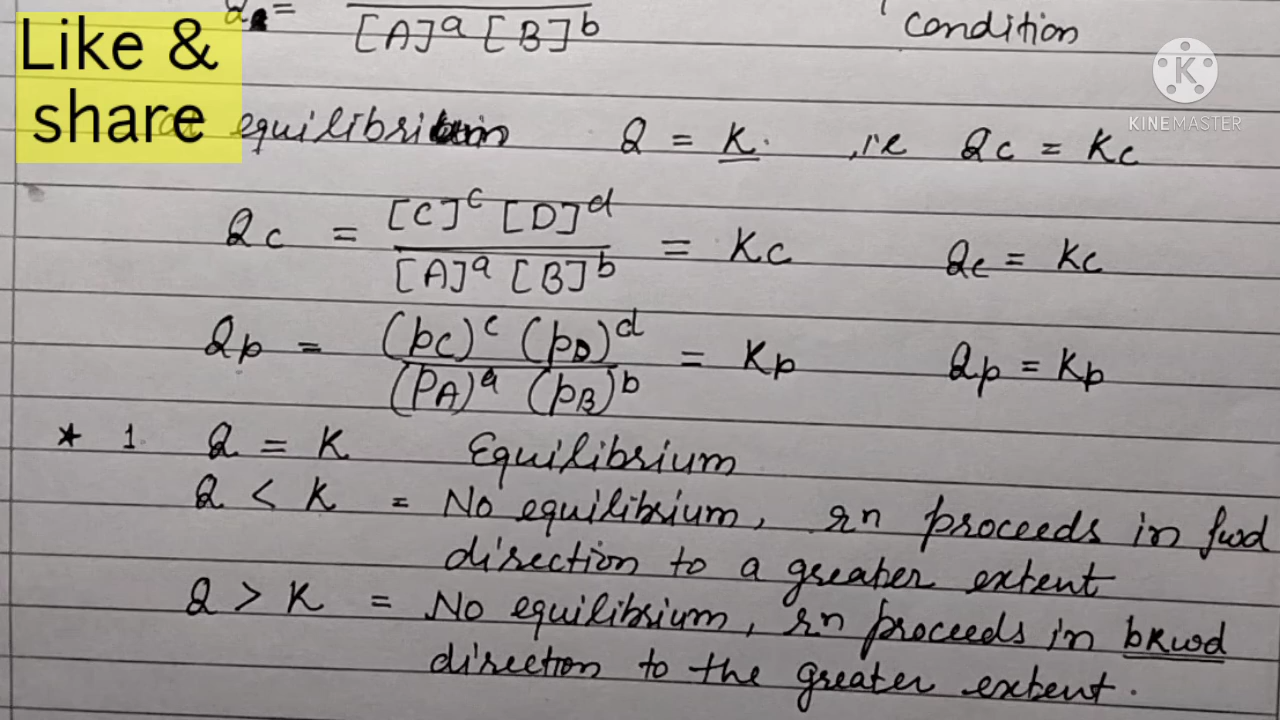 [A]ᵃ [B]ᵇ
condition
Like &
share
K
KINEMASTER
equilibrium Q = K. ,ie Qc = Kc
Qc = [C]ᶜ [D]ᵈ / [A]ᵃ [B]ᵇ = Kc Qc = Kc
Qp = (pC)ᶜ (pD)ᵈ / (PA)ᵃ (pB)ᵇ = Kp Qp = Kp
* 1. Q = K Equilibrium
Q < K = No equilibrium, rn proceeds in fwd
direction to a greater extent
Q > K = No equilibrium, rn proceeds in bkwd
direction to the greater extent.